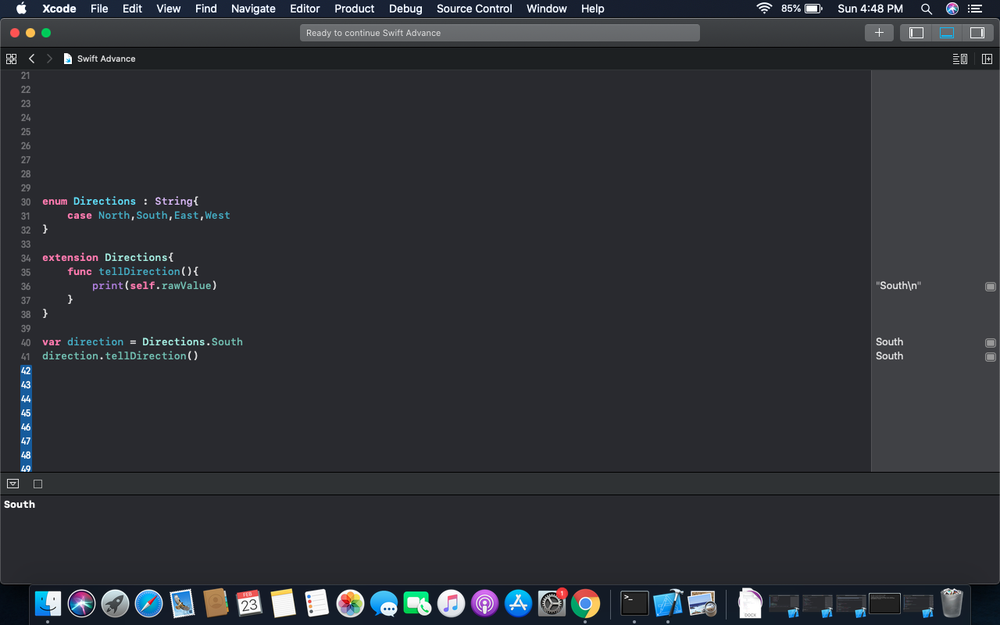 Xcode File Edit View Find Navigate Editor Product Debug Source Control Window Help 85% Sun 4:48 PM
Ready to continue Swift Advance
Swift Advance
21
22
23
24
25
26
27
28
29
30 enum Directions : String{
31 case North,South,East,West
32 }
33
34 extension Directions{
35 func tellDirection(){
36 print(self.rawValue) "South\n"
37 }
38 }
39
40 var direction = Directions.South South
41 direction.tellDirection() South
42
43
44
45
46
47
48
49
South
FEB
23
1
>_
DOCX